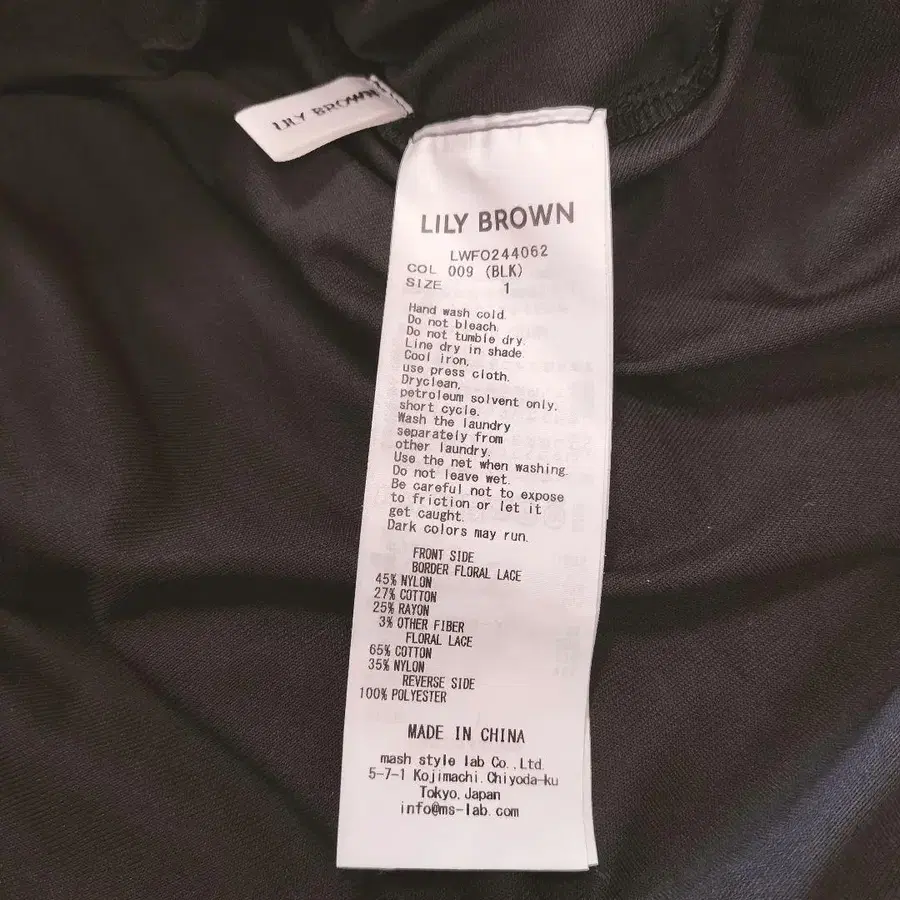 LILY BROWN
LILY BROWN
LWFO244062
COL 009 (BLK)
SIZE 1
Hand wash cold.
Do not bleach.
Do not tumble dry.
Line dry in shade
Cool iron,
use press cloth.
Dryclean,
petroleum solvent only.
short cycle.
Wash the laundry
separately from
other laundry.
Use the net when washing.
Do not leave wet.
Be careful not to expose
to friction or let it
get caught.
Dark colors may run.
FRONT SIDE
BORDER FLORAL LACE
45% NYLON
27% COTTON
25% RAYON
3% OTHER FIBER
FLORAL LACE
65% COTTON
35% NYLON
REVERSE SIDE
100% POLYESTER
MADE IN CHINA
mash style lab Co.,Ltd.
5-7-1 Kojimachi.Chiyoda-ku
Tokyo,Japan
info@ms-lab.com